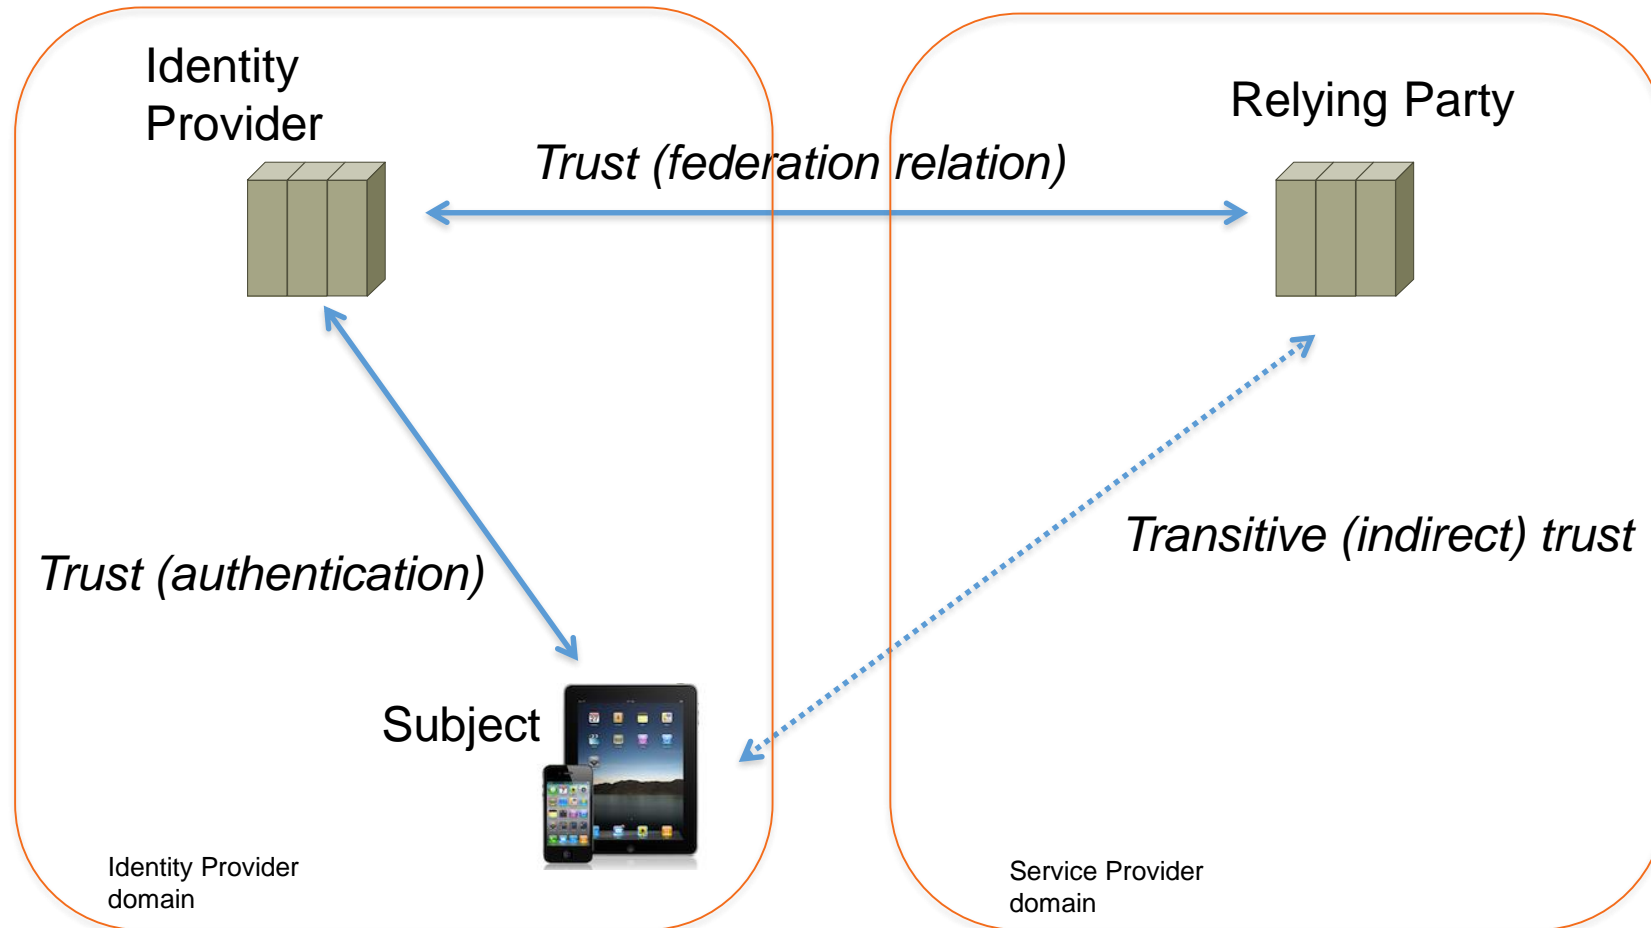 Identity
Provider
Relying Party
Trust (federation relation)
Trust (authentication)
Transitive (indirect) trust
Subject
Identity Provider
domain
Service Provider
domain